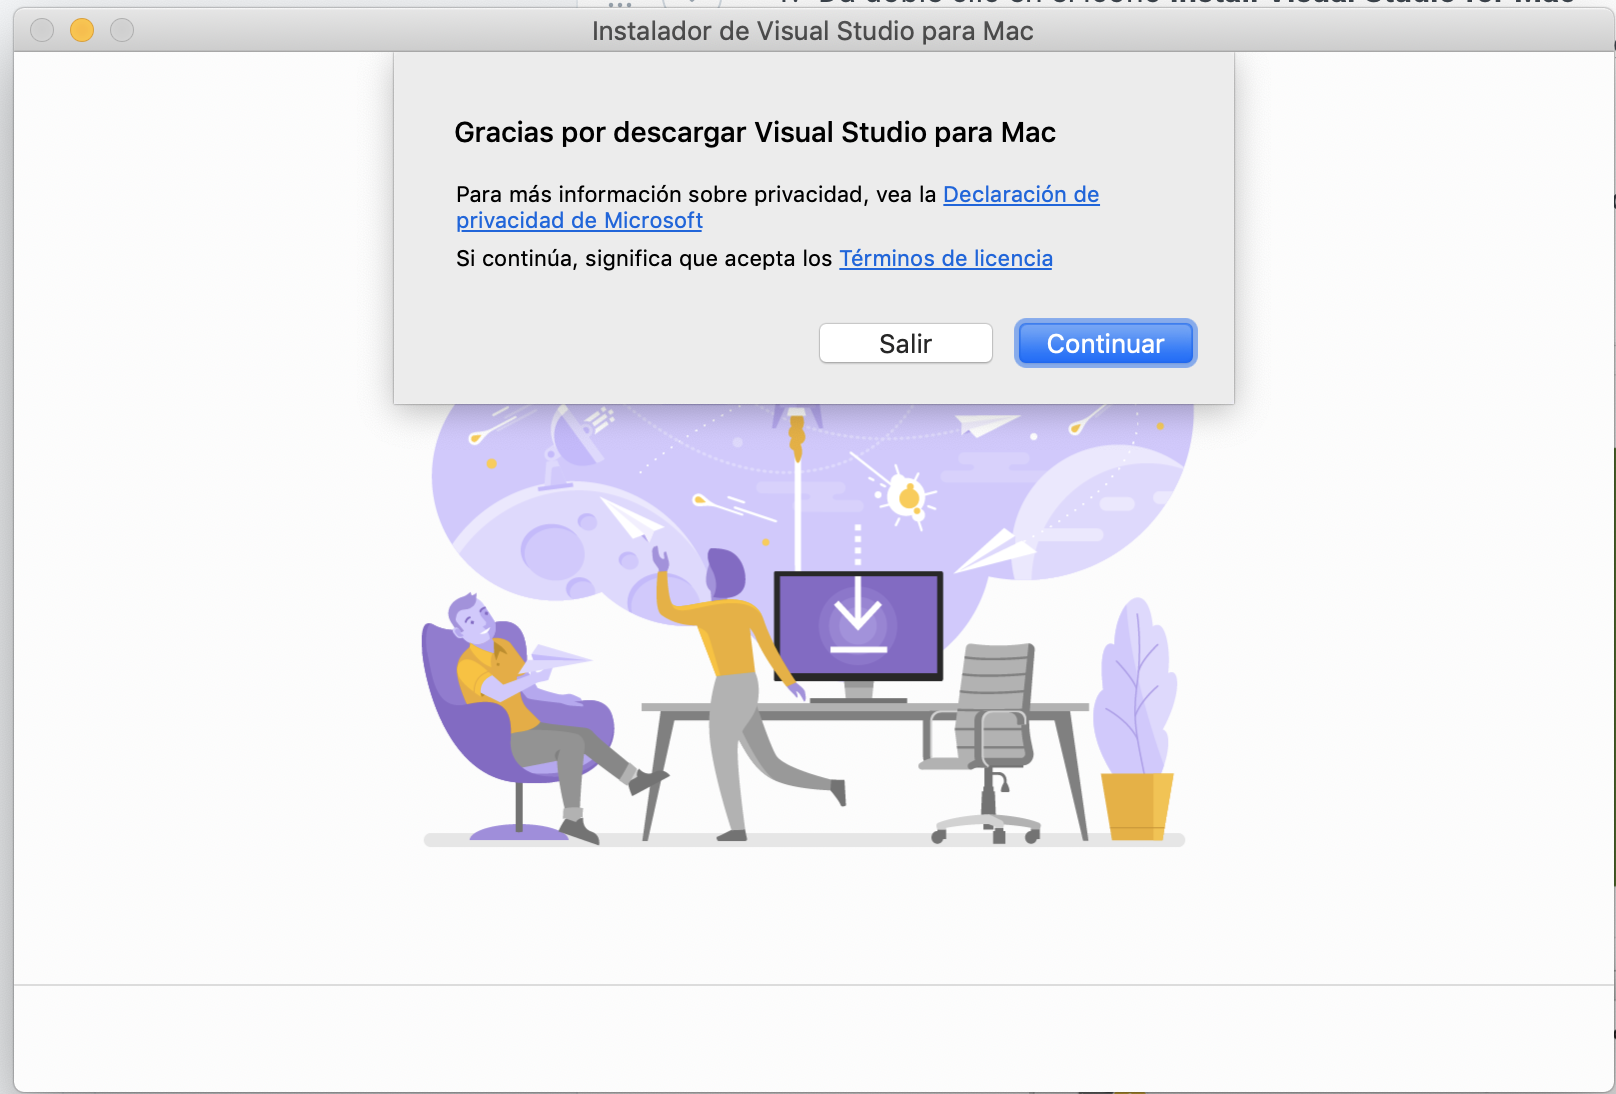 Instalador de Visual Studio para Mac
Gracias por descargar Visual Studio para Mac
Para más información sobre privacidad, vea la Declaración de
privacidad de Microsoft
Si continúa, significa que acepta los Términos de licencia
Salir
Continuar